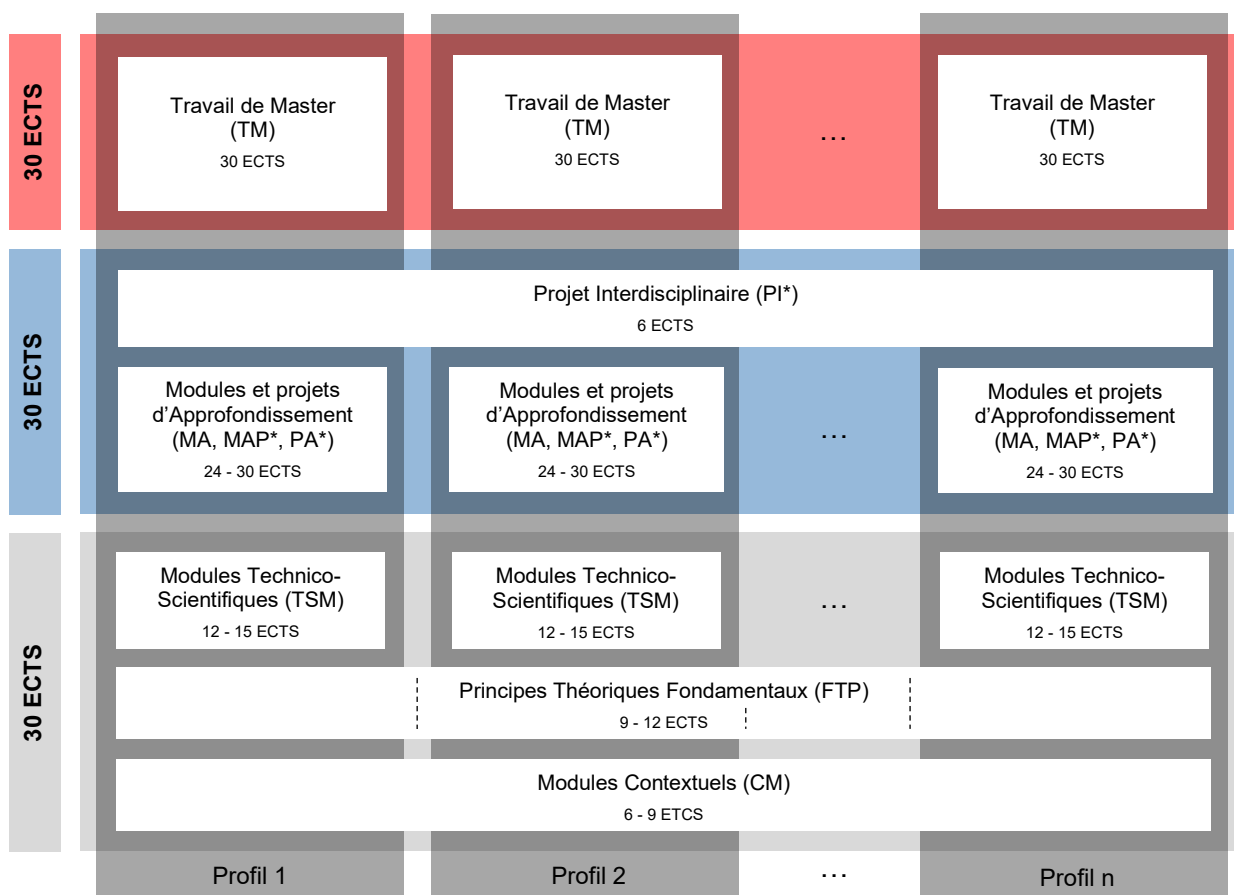 30 ECTS
Travail de Master
(TM)
30 ECTS
Travail de Master
(TM)
30 ECTS
...
Travail de Master
(TM)
30 ECTS
30 ECTS
Projet Interdisciplinaire (PI*)
6 ECTS
Modules et projets
d'Approfondissement
(MA, MAP*, PA*)
24 - 30 ECTS
Modules et projets
d'Approfondissement
(MA, MAP*, PA*)
24 - 30 ECTS
...
Modules et projets
d'Approfondissement
(MA, MAP*, PA*)
24 - 30 ECTS
30 ECTS
Modules Technico-
Scientifiques (TSM)
12 - 15 ECTS
Modules Technico-
Scientifiques (TSM)
12 - 15 ECTS
...
Modules Technico-
Scientifiques (TSM)
12 - 15 ECTS
Principes Théoriques Fondamentaux (FTP)
9 - 12 ECTS
Modules Contextuels (CM)
6 - 9 ETCS
Profil 1
Profil 2
...
Profil n